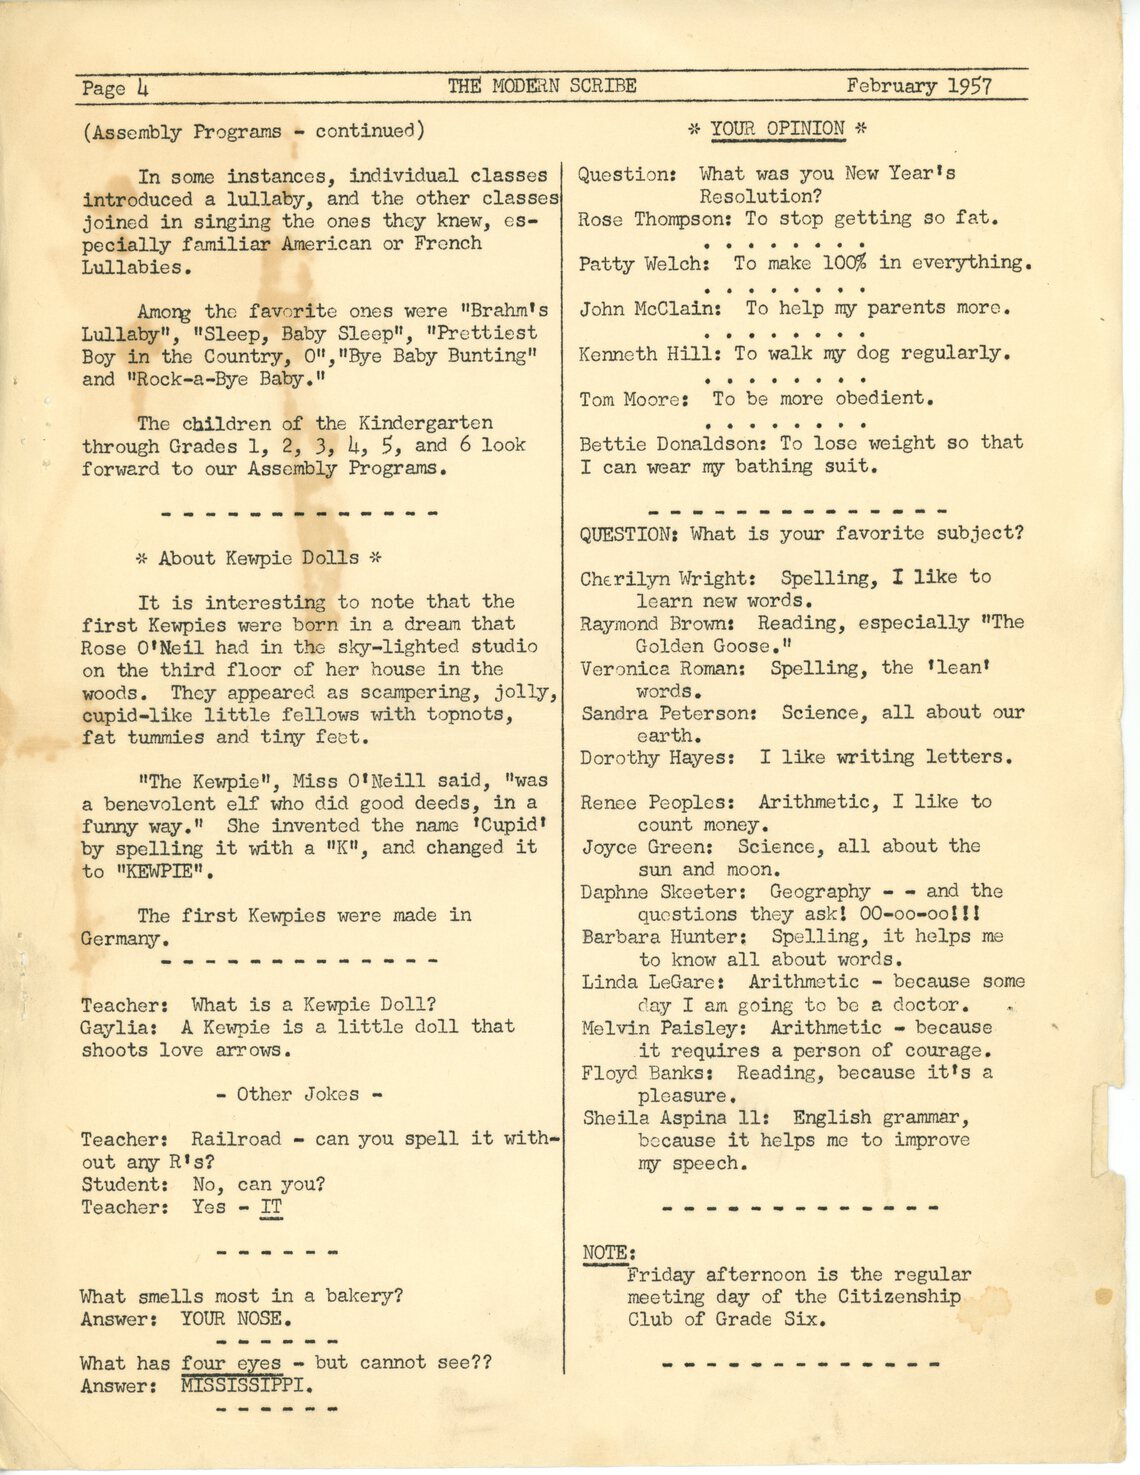 Page 4 THE MODERN SCRIBE February 1957
(Assembly Programs - continued)
In some instances, individual classes
introduced a lullaby, and the other classes
joined in singing the ones they knew, es-
pecially familiar American or French
Lullabies.
Among the favorite ones were "Brahm's
Lullaby", "Sleep, Baby Sleep", "Prettiest
Boy in the Country, O","Bye Baby Bunting"
and "Rock-a-Bye Baby."
The children of the Kindergarten
through Grades 1, 2, 3, 4, 5, and 6 look
forward to our Assembly Programs.
- - - - - - - - - - - - -
* About Kewpie Dolls *
It is interesting to note that the
first Kewpies were born in a dream that
Rose O'Neil had in the sky-lighted studio
on the third floor of her house in the
woods. They appeared as scampering, jolly,
cupid-like little fellows with topnots,
fat tummies and tiny feet.
"The Kewpie", Miss O'Neill said, "was
a benevolent elf who did good deeds, in a
funny way." She invented the name 'Cupid'
by spelling it with a "K", and changed it
to "KEWPIE".
The first Kewpies were made in
Germany.
- - - - - - - - - - - - -
Teacher: What is a Kewpie Doll?
Gaylia: A Kewpie is a little doll that
shoots love arrows.
- Other Jokes -
Teacher: Railroad - can you spell it with-
out any R's?
Student: No, can you?
Teacher: Yes - IT
- - - - - -
What smells most in a bakery?
Answer: YOUR NOSE.
- - - - - -
What has four eyes - but cannot see??
Answer: MISSISSIPPI.
- - - - - -
* YOUR OPINION *
Question: What was you New Year's
Resolution?
Rose Thompson: To stop getting so fat.
. . . . . . . .
Patty Welch: To make 100% in everything.
. . . . . . . .
John McClain: To help my parents more.
. . . . . . . .
Kenneth Hill: To walk my dog regularly.
. . . . . . . .
Tom Moore: To be more obedient.
. . . . . . . .
Bettie Donaldson: To lose weight so that
I can wear my bathing suit.
- - - - - - - - - - - - - -
QUESTION: What is your favorite subject?
Cherilyn Wright: Spelling, I like to
learn new words.
Raymond Brown: Reading, especially "The
Golden Goose."
Veronica Roman: Spelling, the 'lean'
words.
Sandra Peterson: Science, all about our
earth.
Dorothy Hayes: I like writing letters.
Renee Peoples: Arithmetic, I like to
count money.
Joyce Green: Science, all about the
sun and moon.
Daphne Skeeter: Geography - - and the
questions they ask! OO-oo-oo!!!
Barbara Hunter: Spelling, it helps me
to know all about words.
Linda LeGare: Arithmetic - because some
day I am going to be a doctor.
Melvin Paisley: Arithmetic - because
it requires a person of courage.
Floyd Banks: Reading, because it's a
pleasure.
Sheila Aspina ll: English grammar,
because it helps me to improve
my speech.
- - - - - - - - - - - - -
NOTE:
Friday afternoon is the regular
meeting day of the Citizenship
Club of Grade Six.
- - - - - - - - - - - - -